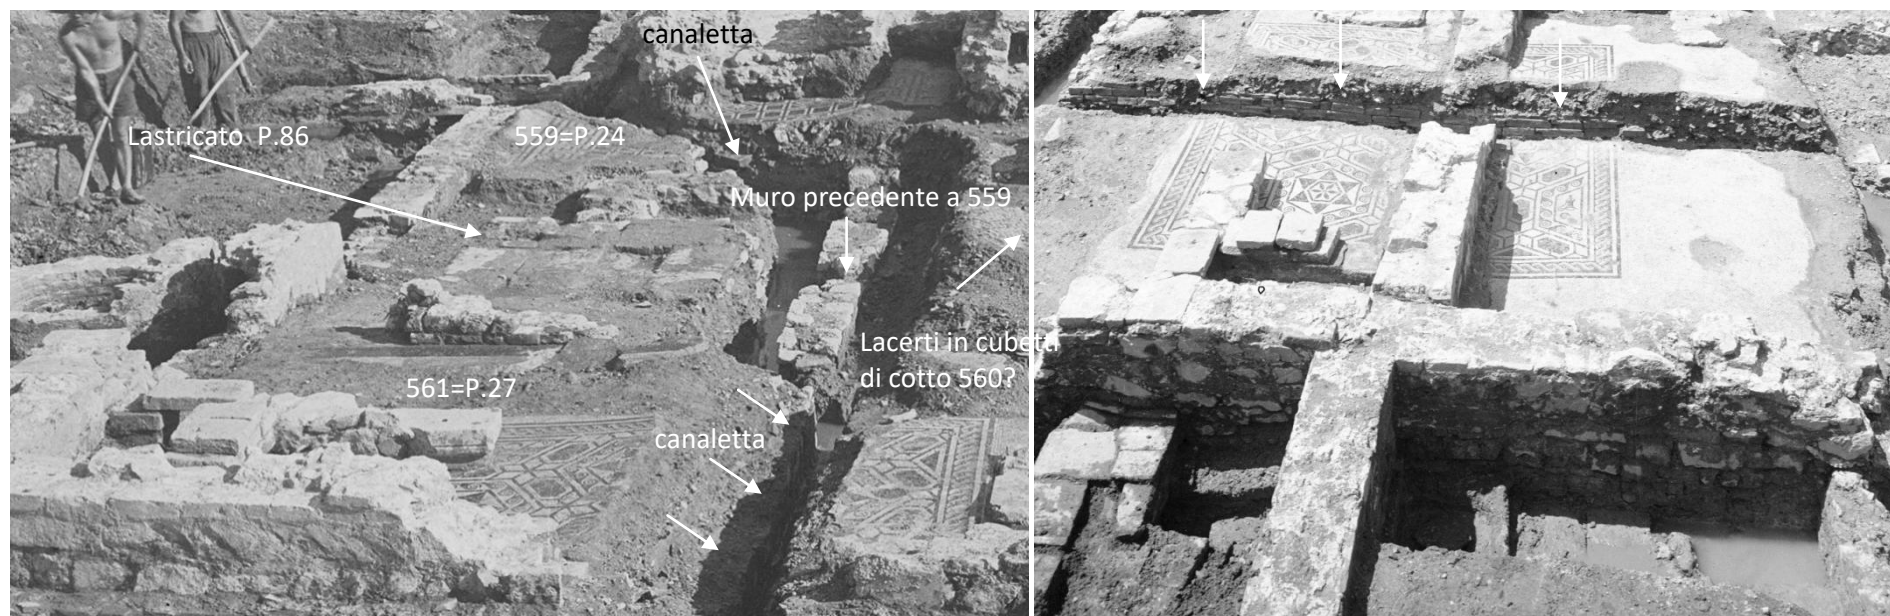 canaletta
Lastricato P.86
559=P.24
Muro precedente a 559
Lacerti in cubetti
di cotto 560?
561=P.27
canaletta